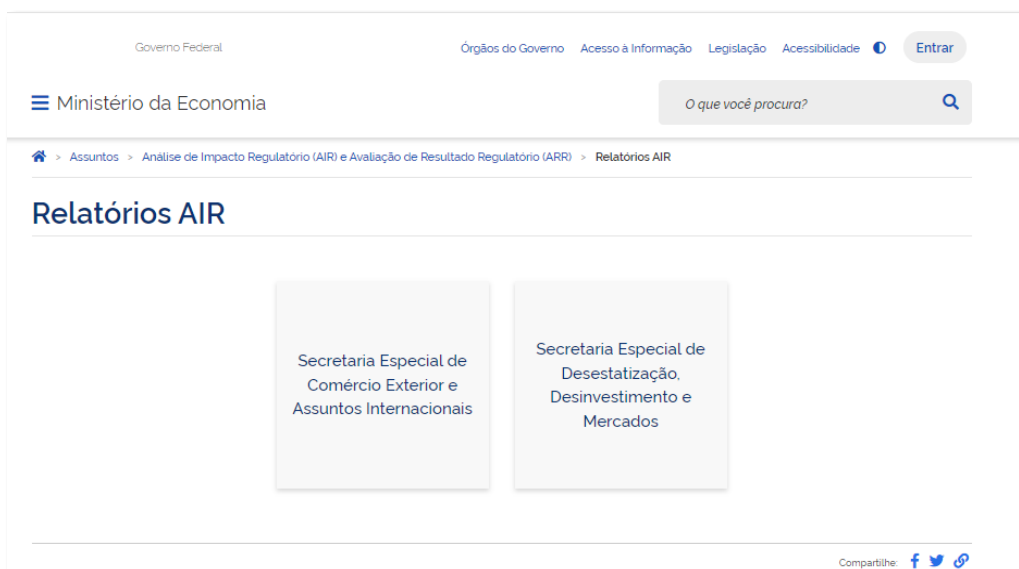 Governo Federal
Órgãos do Governo Acesso à Informação Legislação Acessibilidade Entrar
Ministério da Economia
O que você procura?
> Assuntos > Análise de Impacto Regulatório (AIR) e Avaliação de Resultado Regulatório (ARR) > Relatórios AIR
Relatórios AIR
Secretaria Especial de
Comércio Exterior e
Assuntos Internacionais
Secretaria Especial de
Desestatização,
Desinvestimento e
Mercados
Compartilhe: